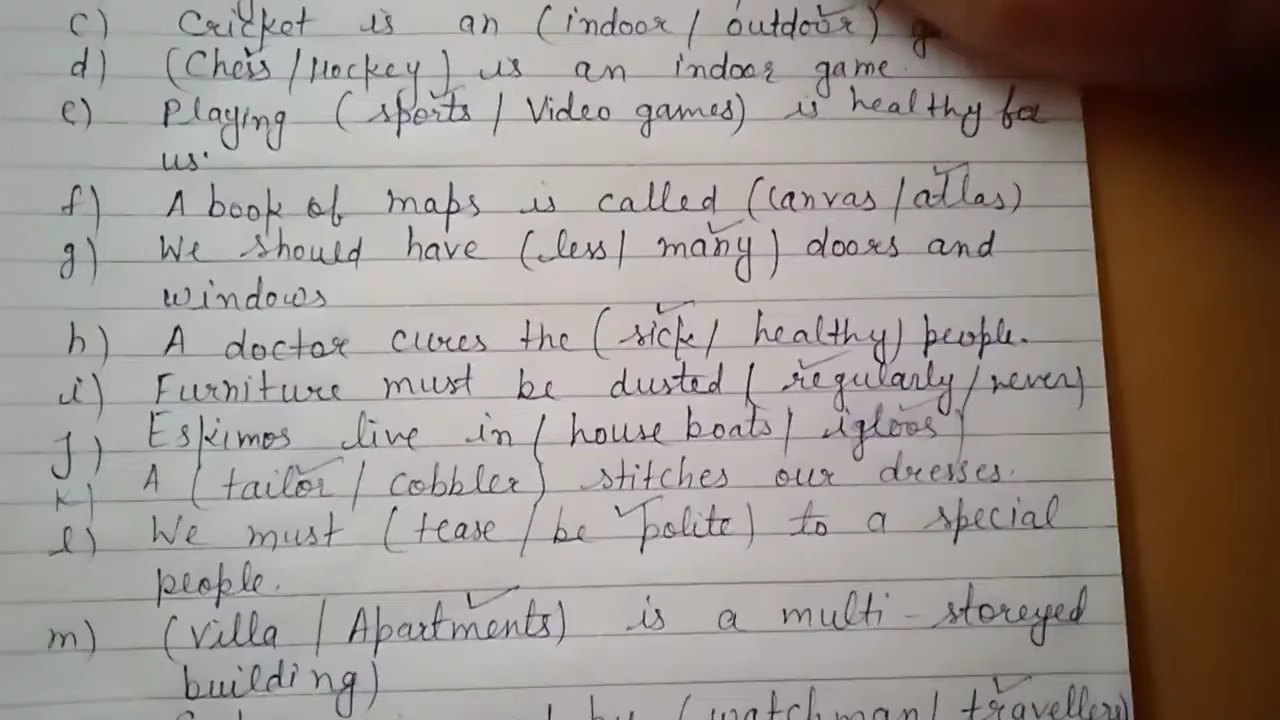 c) Cricket is an (indoor / outdoor)
d) (Chess / Hockey) is an indoor game.
e) Playing (sports / Video games) is healthy for
us.
f) A book of maps is called (Canvas / atlas)
g) We should have (less / many) doors and
windows
h) A doctor cures the (sick / healthy) people.
i) Furniture must be dusted ( regularly / never)
j) Eskimos live in ( house boats / igloos )
k) A ( tailor / cobbler) stitches our dresses.
l) We must (tease / be polite) to a special
people.
m) (Villa / Apartments) is a multi-storeyed
building)
by (watchman / travellers)